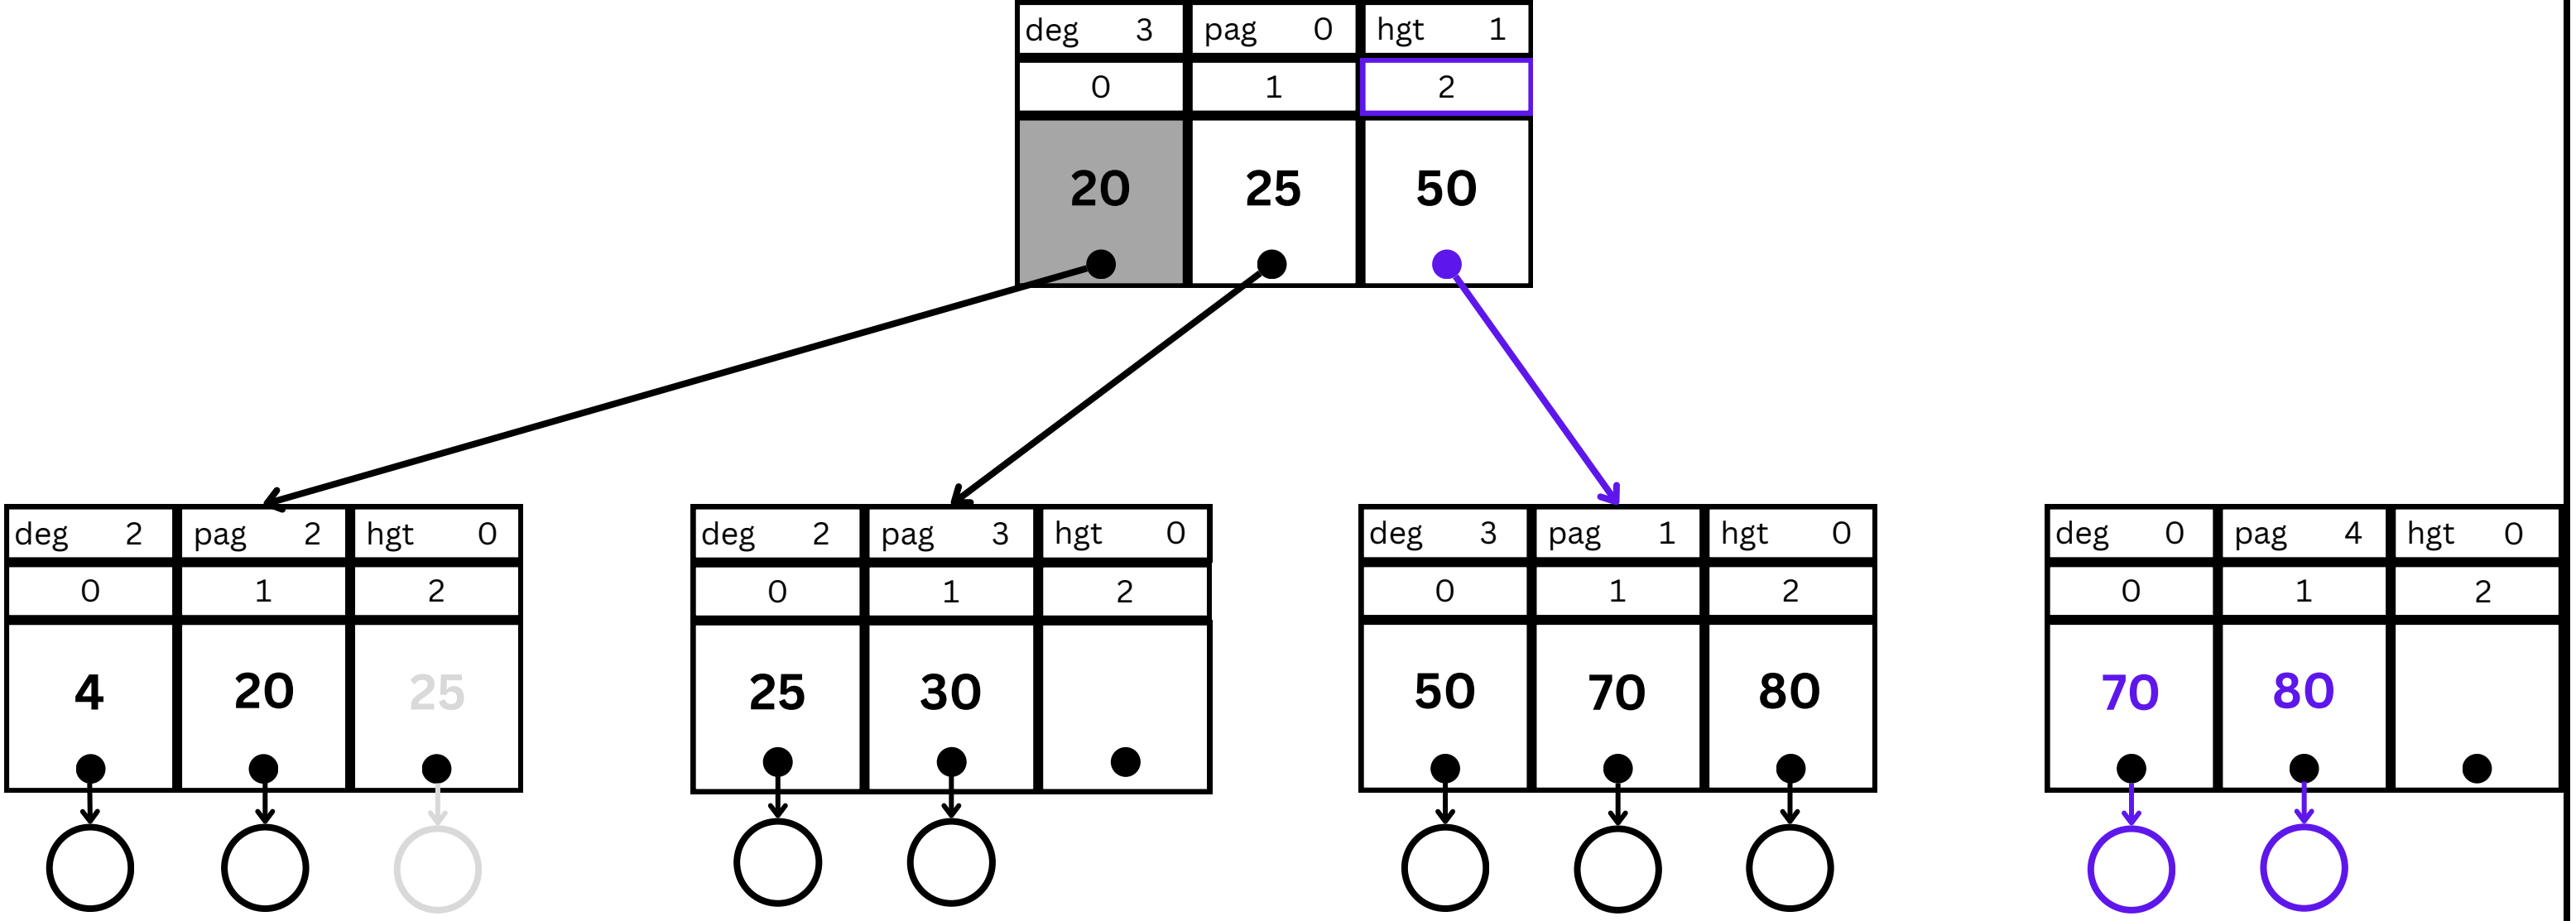 deg 3 pag 0 hgt 1
0 1 2
20 25 50
deg 2 pag 2 hgt 0
0 1 2
4 20 25
deg 2 pag 3 hgt 0
0 1 2
25 30
deg 3 pag 1 hgt 0
0 1 2
50 70 80
deg 0 pag 4 hgt 0
0 1 2
70 80